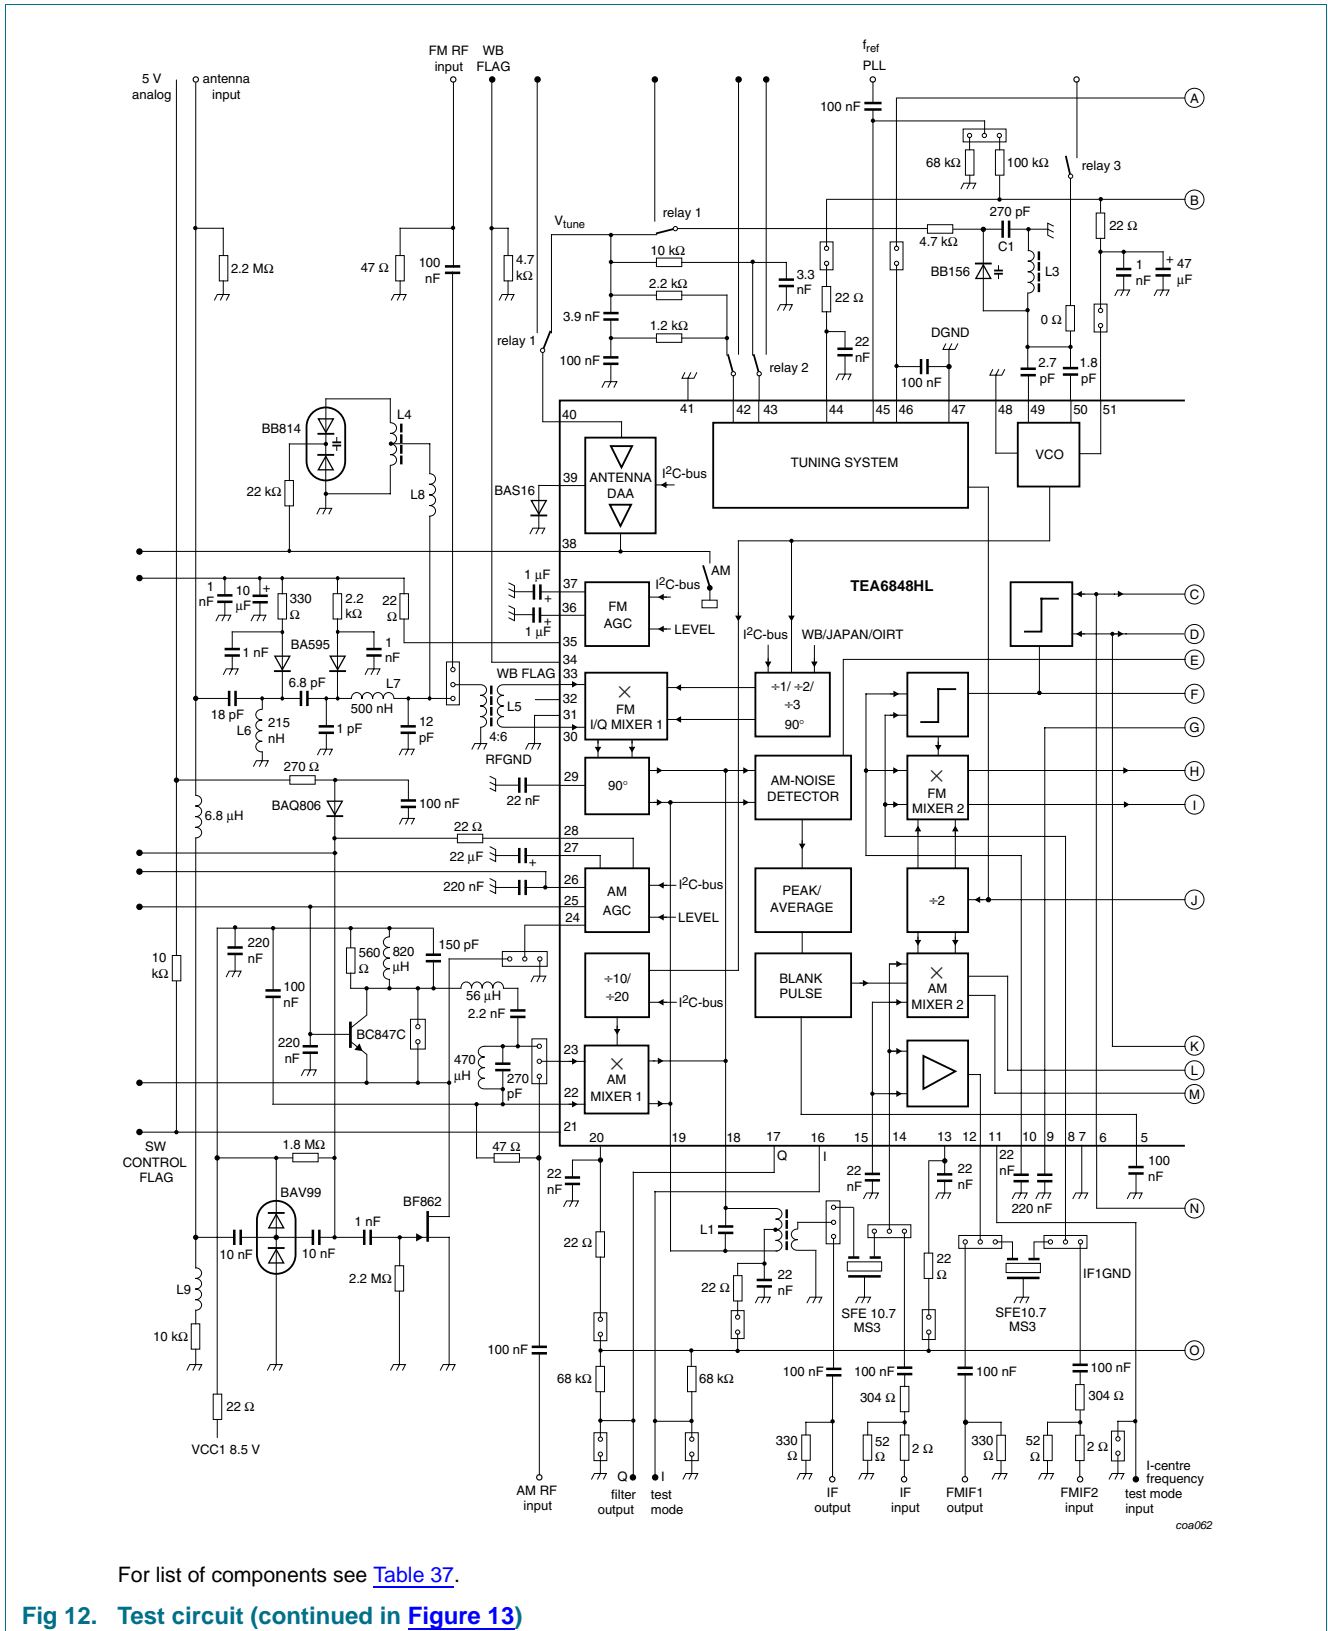 FM RF
input
WB
FLAG
fref
PLL
5 V
analog
antenna
input
100 nF
A
68 kΩ
100 kΩ
relay 3
B
Vtune
relay 1
270 pF
C1
4.7 kΩ
22 Ω
2.2 MΩ
47 Ω
100
nF
4.7
kΩ
10 kΩ
2.2 kΩ
3.3
nF
3.9 nF
1.2 kΩ
22 Ω
BB156
L3
1
nF
+
47
μF
relay 1
100 nF
relay 2
22
nF
DGND
100 nF
0 Ω
2.7
pF
1.8
pF
40
41
42
43
44
45
46
47
48
49
50
51
BB814
L4
ANTENNA
DAA
I2C-bus
TUNING SYSTEM
VCO
22 kΩ
L8
BAS16
39
38
AM
TEA6848HL
1
nF
10
μF
+
330
Ω
2.2
kΩ
22
Ω
1 μF
+
37
36
1 μF
+
FM
AGC
I2C-bus
LEVEL
C
D
35
34
1 nF
BA595
1
nF
WB FLAG
33
32
31
30
I2C-bus
WB/JAPAN/OIRT
E
6.8 pF
L7
500 nH
L5
4:6
FM
I/Q MIXER 1
÷1/ ÷2/
÷3
90°
F
18 pF
L6
215
nH
1 pF
12
pF
RFGND
G
270 Ω
29
22 nF
90°
AM-NOISE
DETECTOR
FM
MIXER 2
H
I
BAQ806
100 nF
6.8 μH
22 Ω
28
27
22 μF
+
220 nF
26
25
24
AM
AGC
I2C-bus
LEVEL
PEAK/
AVERAGE
÷2
J
10
kΩ
220
nF
560
Ω
820
μH
150 pF
100
nF
56 μH
2.2 nF
÷10/
÷20
I2C-bus
BLANK
PULSE
AM
MIXER 2
220
nF
BC847C
470
μH
270
pF
23
22
21
AM
MIXER 1
K
L
M
SW
CONTROL
FLAG
1.8 MΩ
47 Ω
20
19
18
17
16
15
14
13
12
11
10
9
8
7
6
5
Q
I
22
nF
22
nF
22
nF
22
nF
220 nF
100
nF
N
BAV99
BF862
10 nF
10 nF
1 nF
2.2 MΩ
22 Ω
L1
22 Ω
22
nF
22
Ω
IF1GND
SFE 10.7
MS3
SFE10.7
MS3
L9
10 kΩ
O
100 nF
68 kΩ
68 kΩ
100 nF
100 nF
100 nF
100 nF
304 Ω
304 Ω
22 Ω
VCC1 8.5 V
330
Ω
52
Ω
2 Ω
330
Ω
52
Ω
2 Ω
AM RF
input
Q
filter
output
I
test
mode
IF
output
IF
input
FMIF1
output
FMIF2
input
I-centre
frequency
test mode
input
coa062
For list of components see Table 37.
Fig 12. Test circuit (continued in Figure 13)